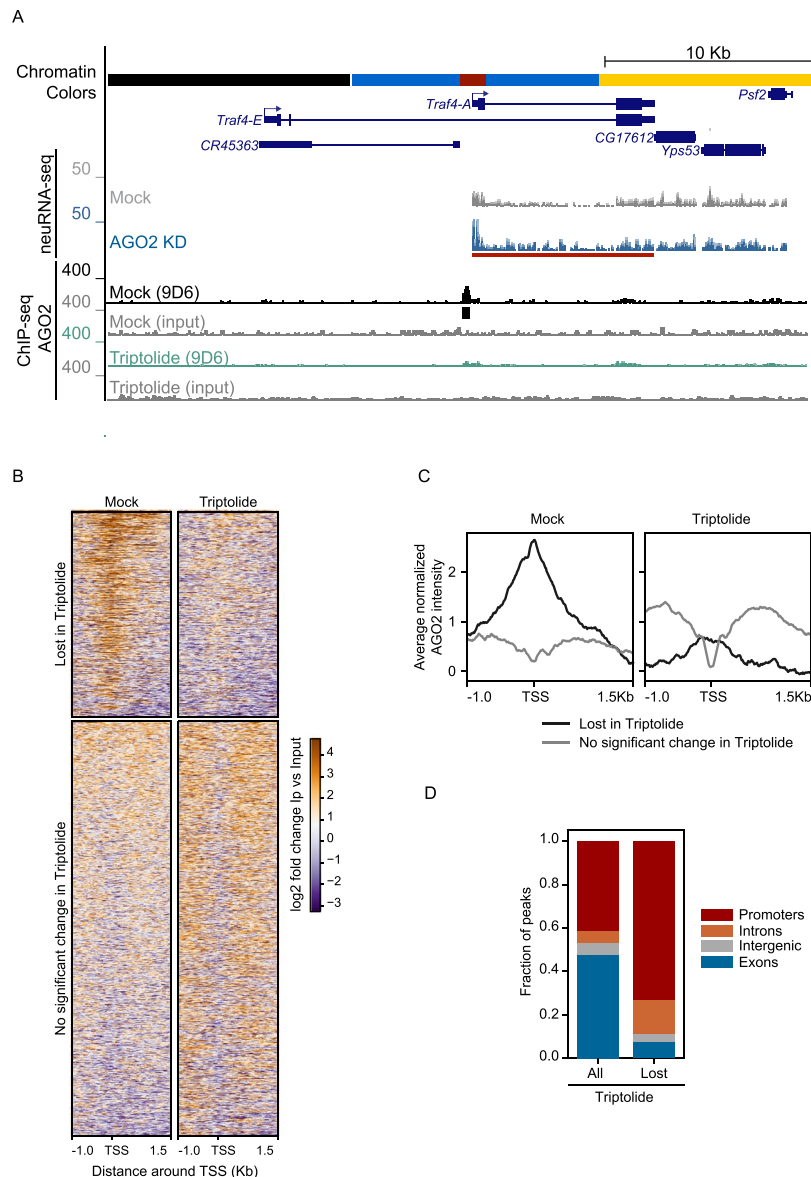 A
10 Kb
Chromatin
Colors
Psf2
Traf4-A
Traf4-E
CG17612
CR45363
Yps53
neuRNA-seq
50
Mock
50
AGO2 KD
ChIP-seq
AGO2
400
Mock (9D6)
400
Mock (input)
400
Triptolide (9D6)
400
Triptolide (input)
B
Mock
Triptolide
Lost in Triptolide
No significant change in Triptolide
-1.0 TSS 1.5
-1.0 TSS 1.5
Distance around TSS (Kb)
log2 fold change Ip vs Input
4
3
2
1
0
−1
−2
−3
C
Mock
Triptolide
Average normalized
AGO2 intensity
2
1
0
-1.0 TSS 1.5Kb
-1.0 TSS 1.5Kb
Lost in Triptolide
No significant change in Triptolide
D
Fraction of peaks
1.0
0.8
0.6
0.4
0.2
0.0
All
Lost
Triptolide
Promoters
Introns
Intergenic
Exons